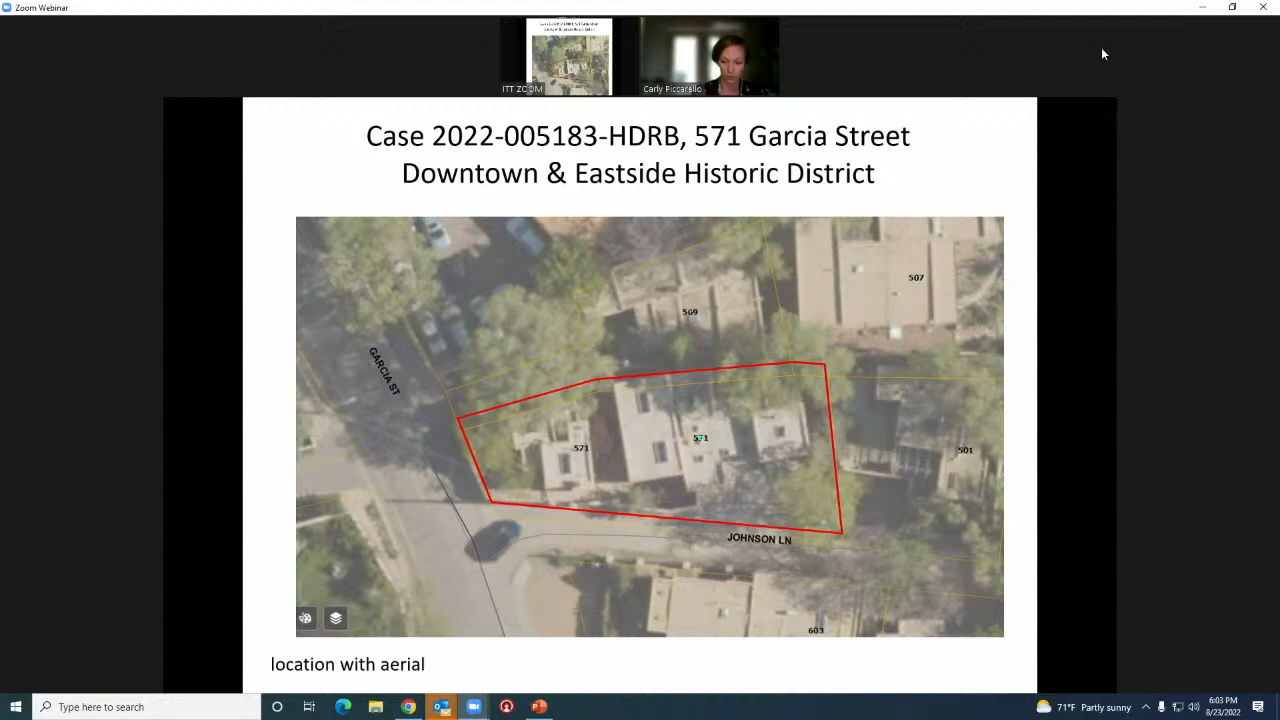 Zoom Webinar
ITT ZOOM
Carly Piccarello
Case 2022-005183-HDRB, 571 Garcia Street
Downtown & Eastside Historic District
507
569
GARCIA ST
571
571
501
JOHNSON LN
603
location with aerial
Type here to search
71°F Partly sunny
6:03 PM
8/23/2022